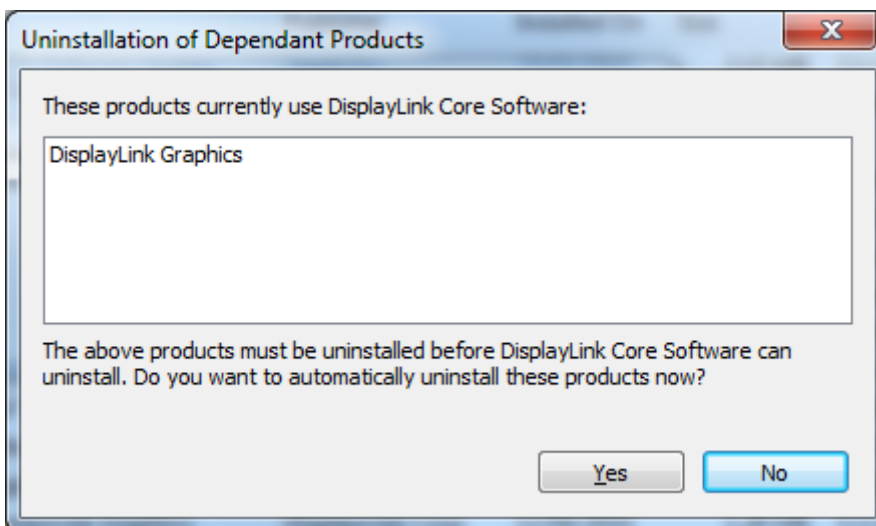 Uninstallation of Dependant Products
These products currently use DisplayLink Core Software:
DisplayLink Graphics
The above products must be uninstalled before DisplayLink Core Software can
uninstall. Do you want to automatically uninstall these products now?
Yes
No